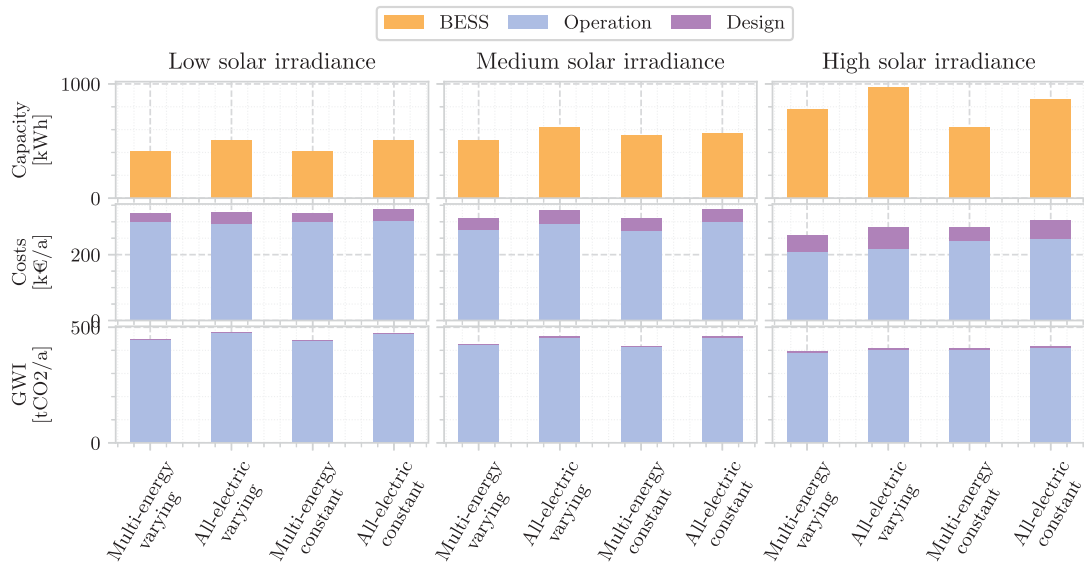 BESS Operation Design
Low solar irradiance Medium solar irradiance High solar irradiance
Capacity
[kWh]
1000
0
Costs
[k€/a]
200
0
GWI
[tCO2/a]
500
0
Multi-energy
varying
All-electric
varying
Multi-energy
constant
All-electric
constant
Multi-energy
varying
All-electric
varying
Multi-energy
constant
All-electric
constant
Multi-energy
varying
All-electric
varying
Multi-energy
constant
All-electric
constant